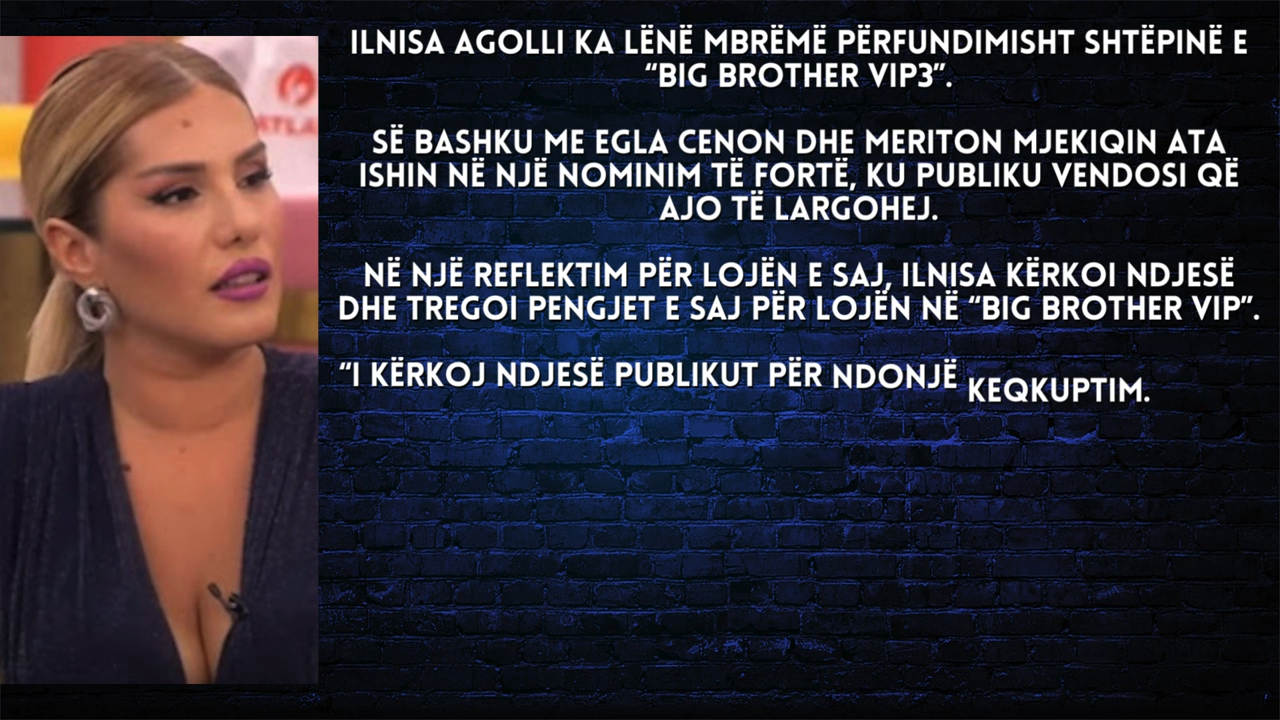 ATLA
ILNISA AGOLLI KA LËNË MBRËMË PËRFUNDIMISHT SHTËPINË E
“BIG BROTHER VIP3”.
SË BASHKU ME EGLA CENON DHE MERITON MJEKIQIN ATA
ISHIN NË NJË NOMINIM TË FORTË, KU PUBLIKU VENDOSI QË
AJO TË LARGOHEJ.
NË NJË REFLEKTIM PËR LOJËN E SAJ, ILNISA KËRKOI NDJESË
DHE TREGOI PENGJET E SAJ PËR LOJËN NË “BIG BROTHER VIP”.
“I KËRKOJ NDJESË PUBLIKUT PËR NDONJË KEQKUPTIM.